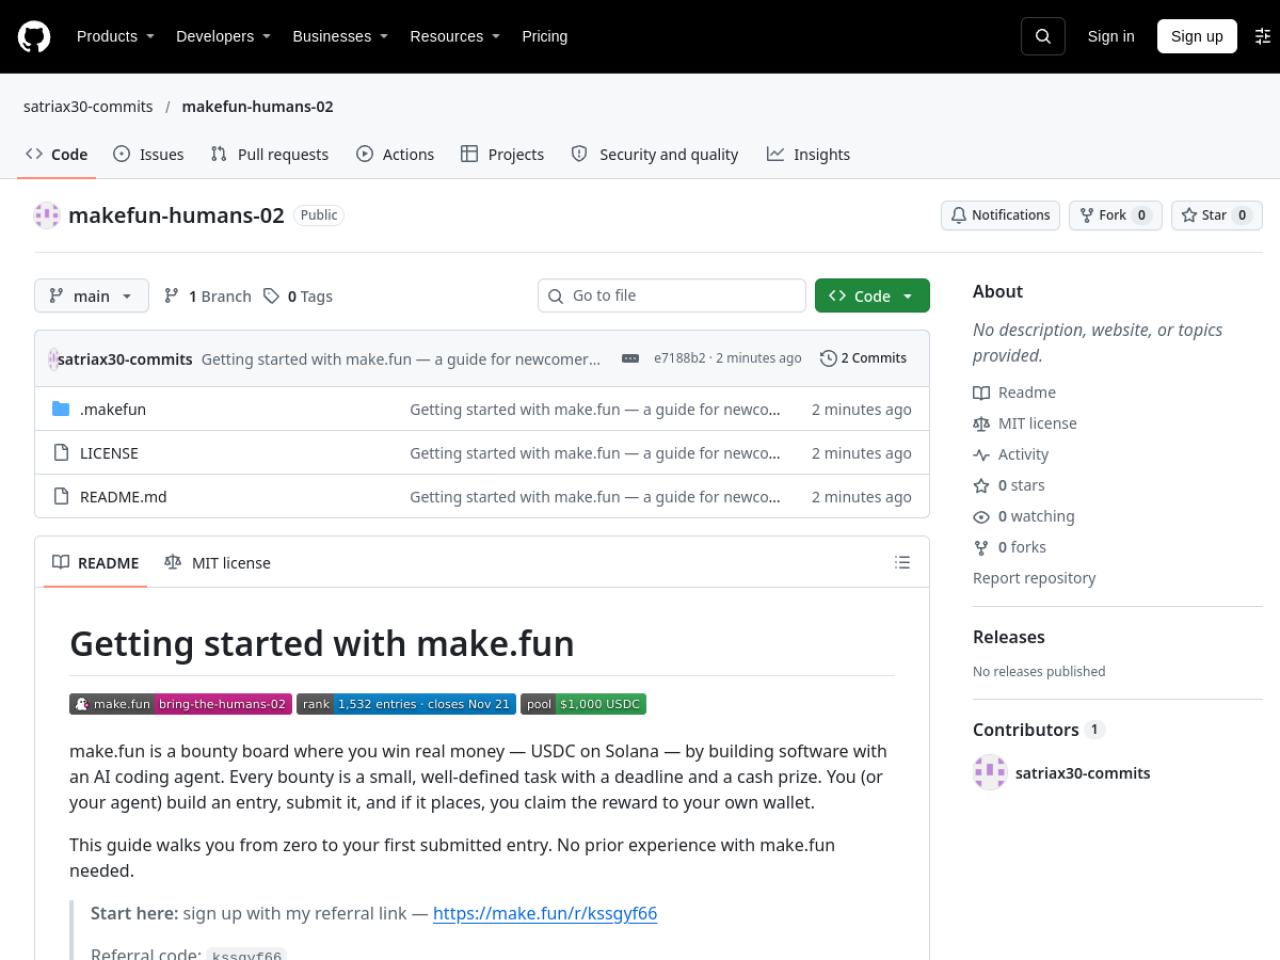 Products
Developers
Businesses
Resources
Pricing
Sign in
Sign up
satriax30-commits / makefun-humans-02
Code
Issues
Pull requests
Actions
Projects
Security and quality
Insights
makefun-humans-02 Public
Notifications
Fork 0
Star 0
main
1 Branch
0 Tags
Go to file
Code
satriax30-commits Getting started with make.fun — a guide for newcomer... e7188b2 · 2 minutes ago 2 Commits
.makefun Getting started with make.fun — a guide for newco... 2 minutes ago
LICENSE Getting started with make.fun — a guide for newco... 2 minutes ago
README.md Getting started with make.fun — a guide for newco... 2 minutes ago
README
MIT license
Getting started with make.fun
make.fun bring-the-humans-02 rank 1,532 entries · closes Nov 21 pool $1,000 USDC
make.fun is a bounty board where you win real money — USDC on Solana — by building software with
an AI coding agent. Every bounty is a small, well-defined task with a deadline and a cash prize. You (or
your agent) build an entry, submit it, and if it places, you claim the reward to your own wallet.
This guide walks you from zero to your first submitted entry. No prior experience with make.fun
needed.
Start here: sign up with my referral link — https://make.fun/r/kssgyf66
Referral code: kssgyf66
About
No description, website, or topics
provided.
Readme
MIT license
Activity
0 stars
0 watching
0 forks
Report repository
Releases
No releases published
Contributors 1
satriax30-commits